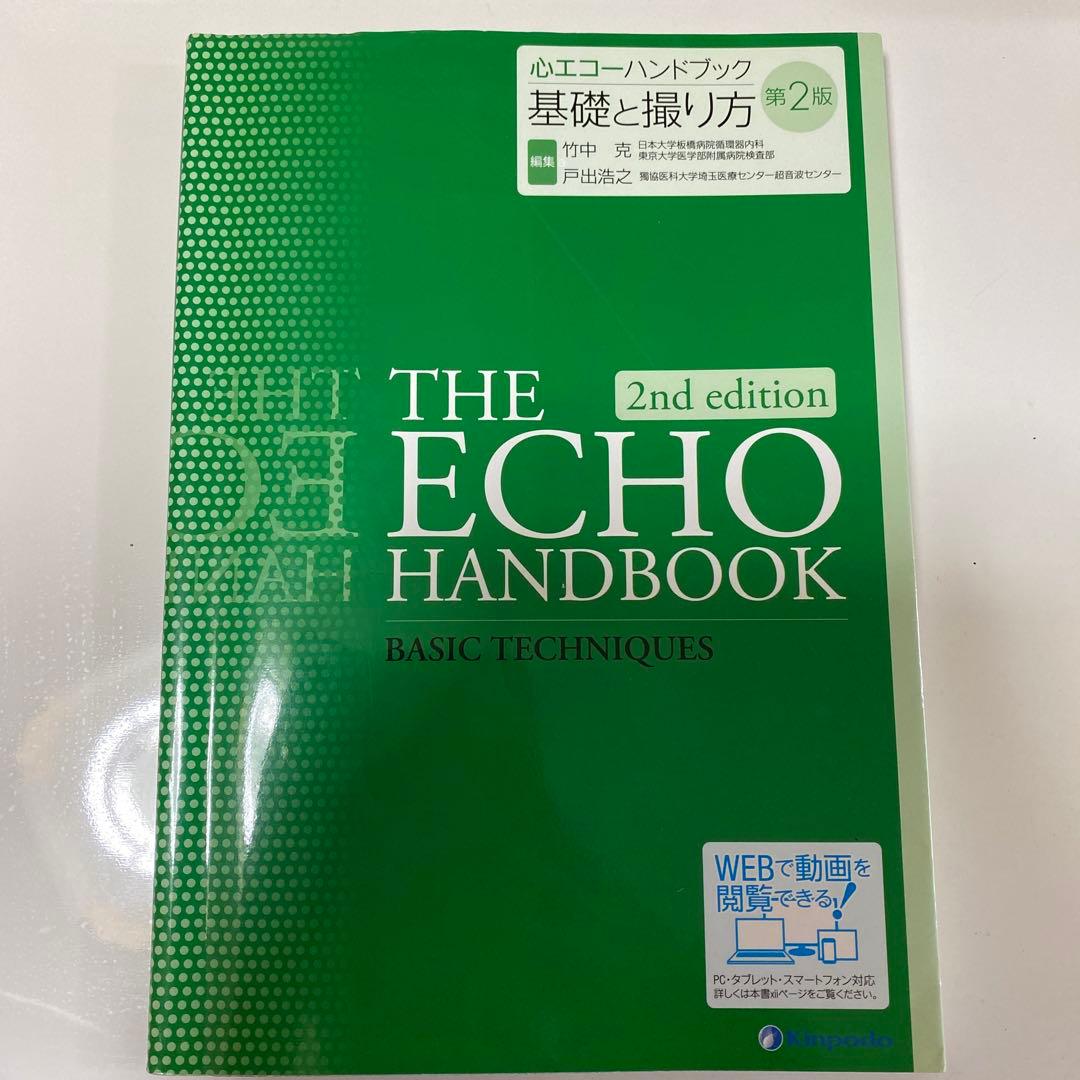 心エコーハンドブック
基礎と撮り方
第2版
編集
竹中 克 日本大学板橋病院循環器内科
東京大学医学部附属病院検査部
戸出浩之 獨協医科大学埼玉医療センター超音波センター
THE
2nd edition
ECHO
HANDBOOK
BASIC TECHNIQUES
WEBで動画を
閲覧できる!
PC・タブレット・スマートフォン対応
詳しくは本書xiiページをご覧ください。
Kinpodo